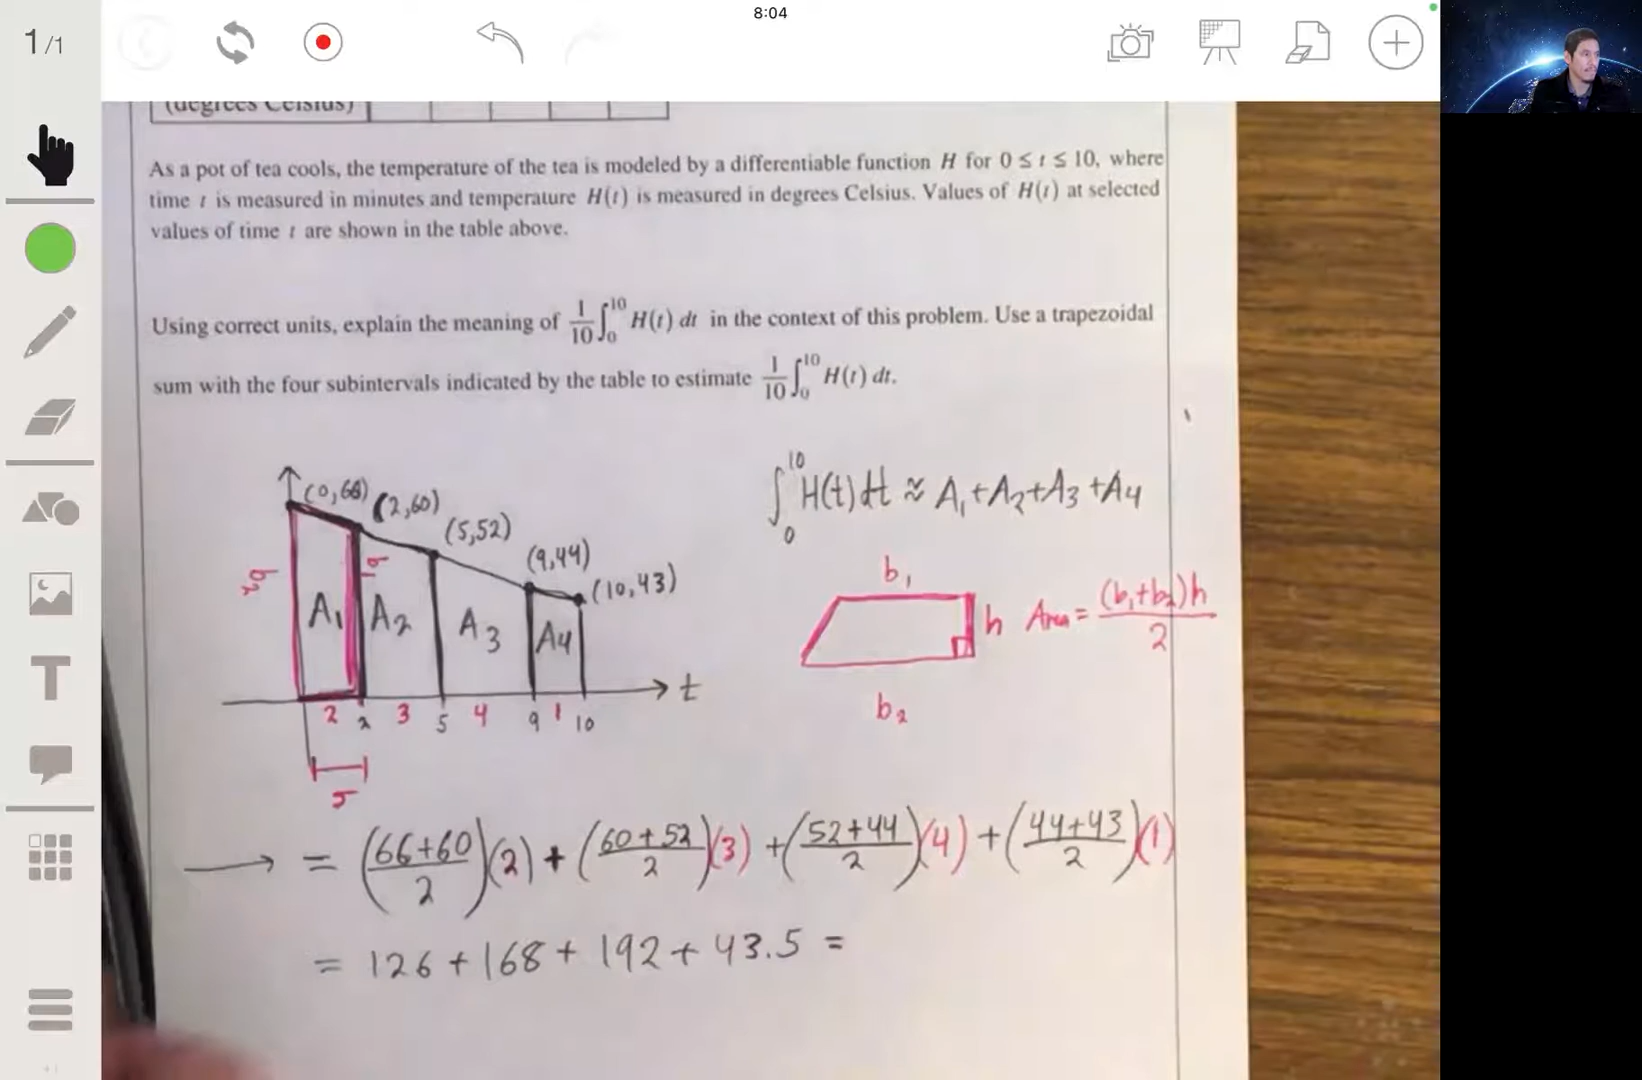 8:04
1/1
(degrees Celsius)
As a pot of tea cools, the temperature of the tea is modeled by a differentiable function H for 0 ≤ t ≤ 10, where
time t is measured in minutes and temperature H(t) is measured in degrees Celsius. Values of H(t) at selected
values of time t are shown in the table above.
Using correct units, explain the meaning of 1/10 ∫₀¹⁰ H(t) dt in the context of this problem. Use a trapezoidal
sum with the four subintervals indicated by the table to estimate 1/10 ∫₀¹⁰ H(t) dt.
(0,66) (2,60)
(5,52)
(9,44)
(10,43)
b₂ b₁
A₁ A₂ A₃ A₄
t
2 2 3 5 4 9 1 10
∫₀¹⁰ H(t) dt ≈ A₁+A₂+A₃+A₄
b₁
h Area = (b₁+b₂)h/2
b₂
= (66+60/2)(2) + (60+52/2)(3) + (52+44/2)(4) + (44+43/2)(1)
= 126 + 168 + 192 + 43.5 =
T